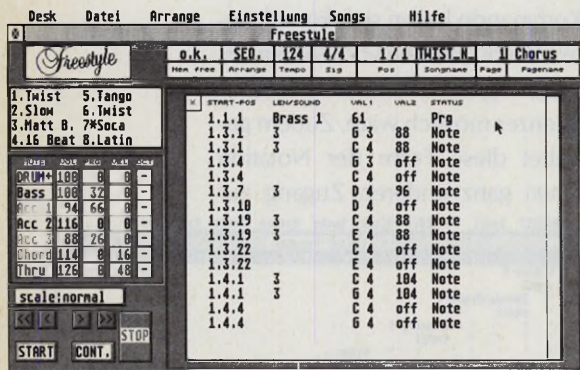 Desk Datei Arrange Einstellung Songs Hilfe
Freestyle
Freestyle
o.k. SEQ. 124 4/4 1/1 TWIST_N_ 1 Chorus
Mem free Arrange Tempo Sig Pos Songname Page Pagename
1.Twist 5.Tango
2.Slow 6.Twist
3.Matt B. 7*Soca
4.16 Beat 8.Latin
DRUM+ 100 0 0 -
Bass 100 32 0 -
Acc 1 94 66 0 -
Acc 2 116 0 0 -
Acc 3 88 26 0 -
Chord 114 0 16 -
Thru 126 48 -
scale:normal
<< < > >> STOP
START CONT.
START-POS LEN/SOUND VAL1 VAL2 STATUS
1.1.1 Brass 1 61 Prg
1.3.1 3 G 3 88 Note
1.3.1 3 C 4 88 Note
1.3.4 G 3 off Note
1.3.4 C 4 off Note
1.3.7 3 D 4 96 Note
1.3.10 D 4 off Note
1.3.19 3 C 4 88 Note
1.3.19 3 E 4 88 Note
1.3.22 C 4 off Note
1.3.22 E 4 off Note
1.4.1 3 C 4 104 Note
1.4.1 3 G 4 104 Note
1.4.4 C 4 off Note
1.4.4 G 4 off Note